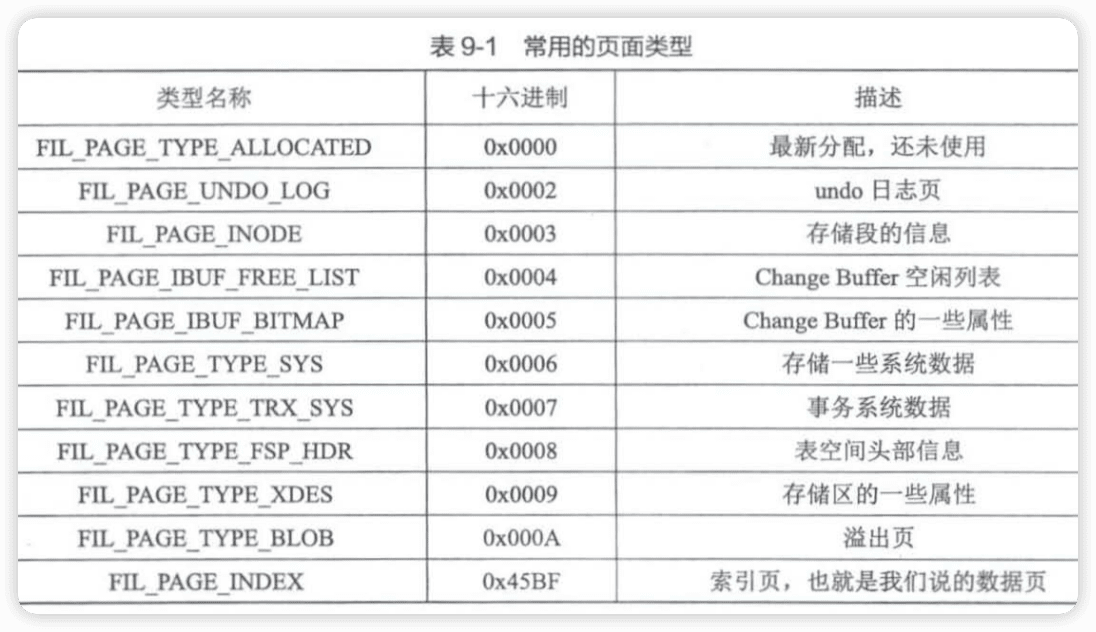 表 9-1 常用的页面类型
类型名称 十六进制 描述
FIL_PAGE_TYPE_ALLOCATED 0x0000 最新分配，还未使用
FIL_PAGE_UNDO_LOG 0x0002 undo 日志页
FIL_PAGE_INODE 0x0003 存储段的信息
FIL_PAGE_IBUF_FREE_LIST 0x0004 Change Buffer 空闲列表
FIL_PAGE_IBUF_BITMAP 0x0005 Change Buffer 的一些属性
FIL_PAGE_TYPE_SYS 0x0006 存储一些系统数据
FIL_PAGE_TYPE_TRX_SYS 0x0007 事务系统数据
FIL_PAGE_TYPE_FSP_HDR 0x0008 表空间头部信息
FIL_PAGE_TYPE_XDES 0x0009 存储区的一些属性
FIL_PAGE_TYPE_BLOB 0x000A 溢出页
FIL_PAGE_INDEX 0x45BF 索引页，也就是我们说的数据页